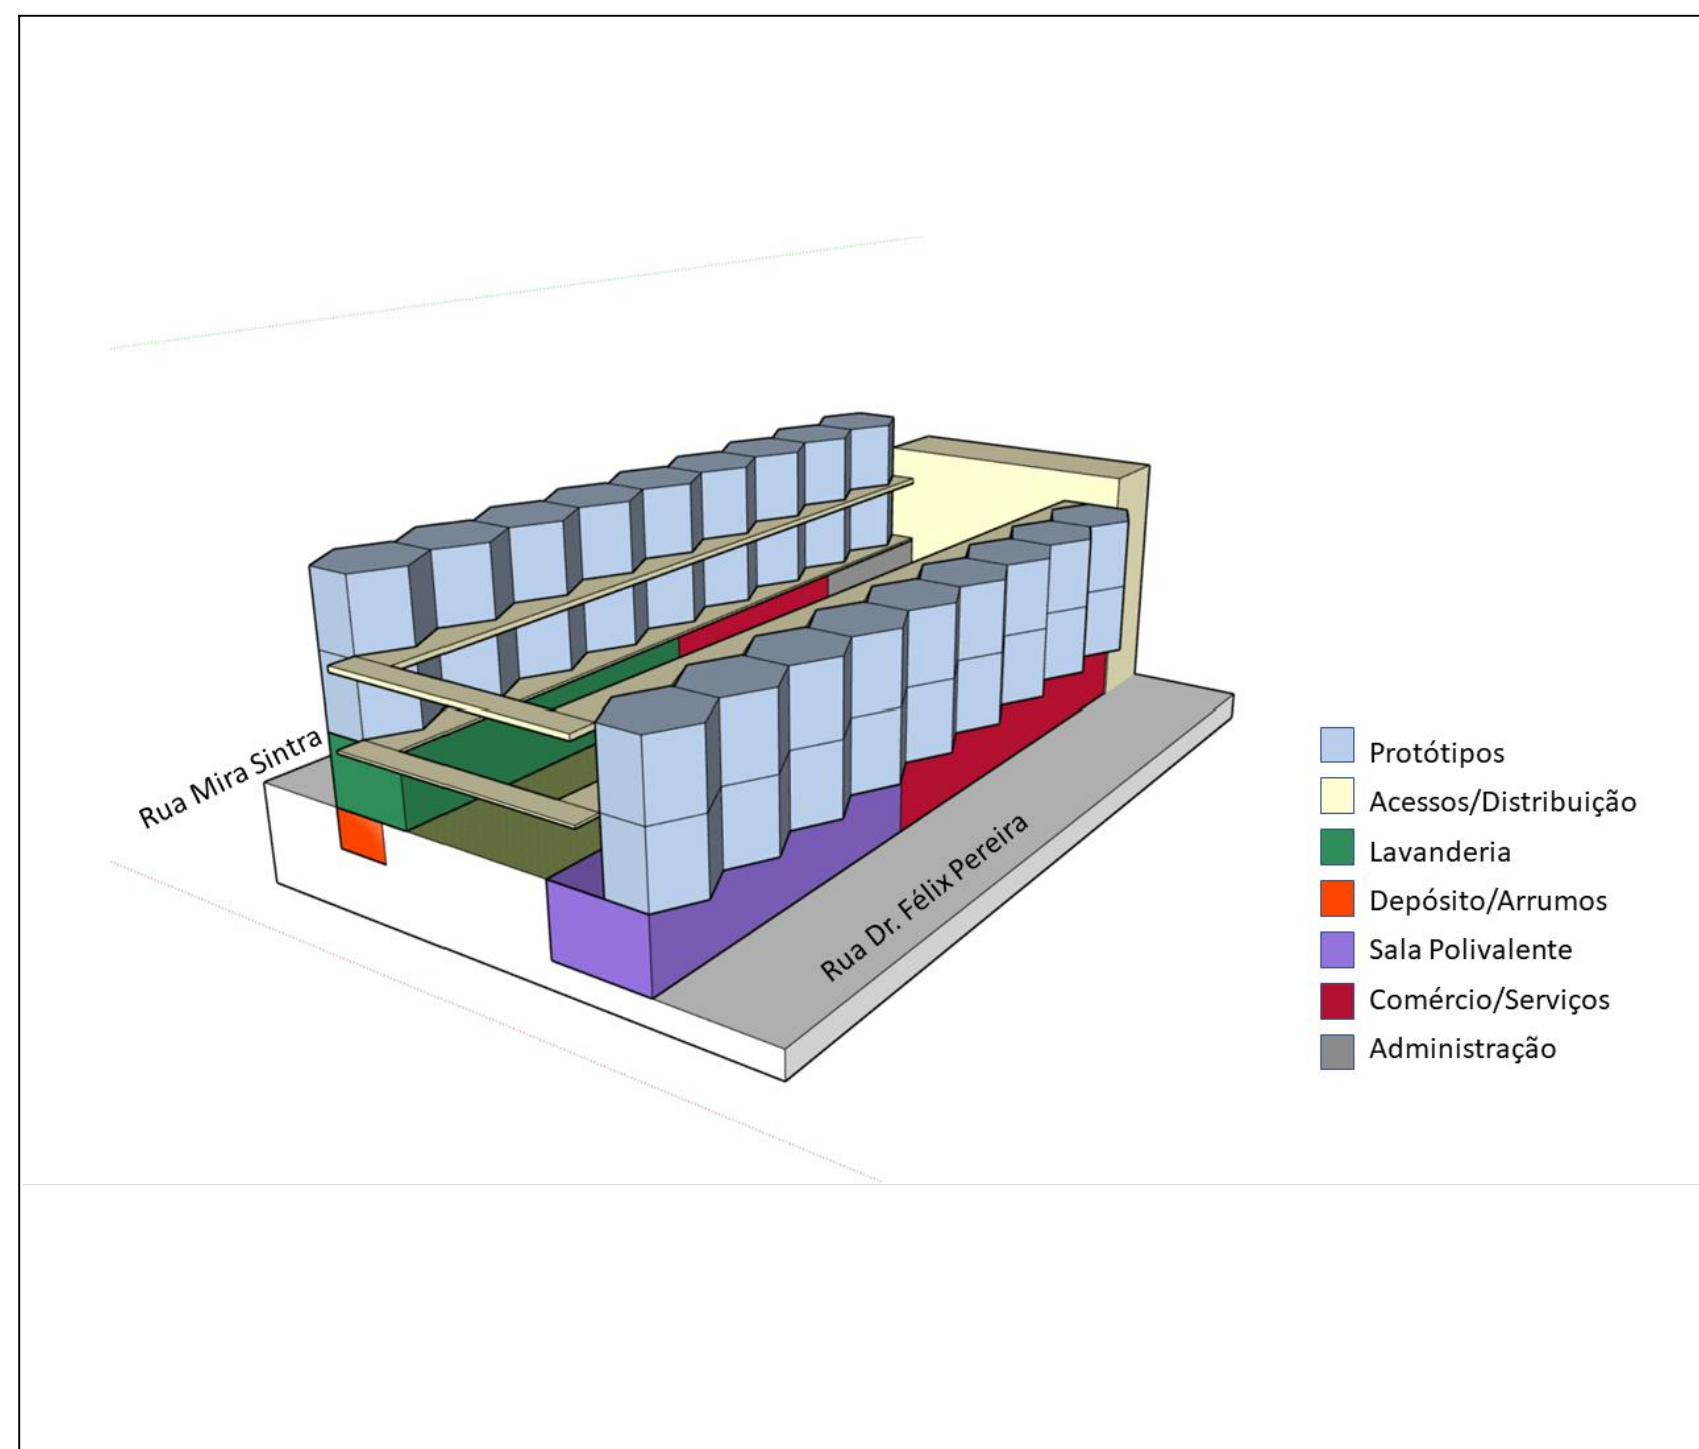 Rua Mira Sintra
Rua Dr. Félix Pereira
Protótipos
Acessos/Distribuição
Lavanderia
Depósito/Arrumos
Sala Polivalente
Comércio/Serviços
Administração